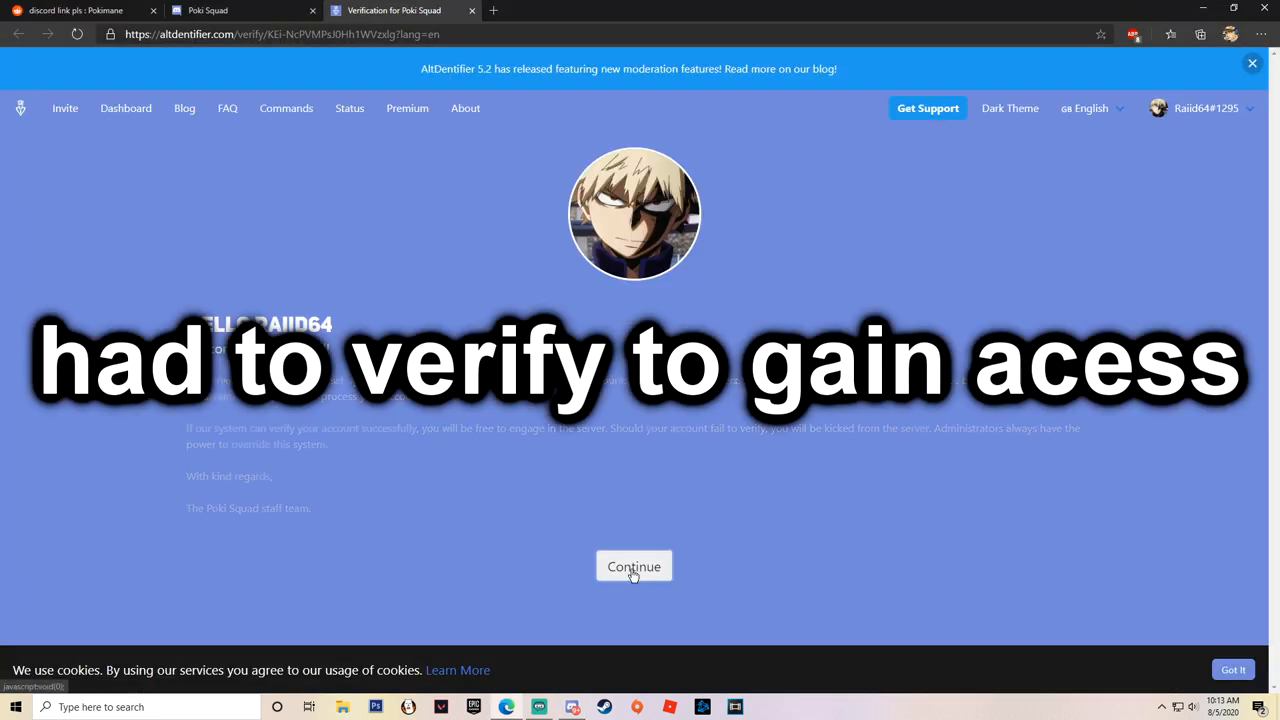 discord link pls : Pokimane
Poki Squad
Verification for Poki Squad
https://altdentifier.com/verify/KEi-NcPVMPsJ0Hh1WVzxlg?lang=en
8
AltDentifier 5.2 has released featuring new moderation features! Read more on our blog!
Invite Dashboard Blog FAQ Commands Status Premium About Get Support Dark Theme GB English Raiid64#1295
RAIID64
had to verify to gain acess
If our system can verify your account successfully, you will be free to engage in the server. Should your account fail to verify, you will be kicked from the server. Administrators always have the
power to override this system.
With kind regards,
The Poki Squad staff team.
Continue
We use cookies. By using our services you agree to our usage of cookies. Learn More
Got It
javascript:void(0);
Type here to search
10:13 AM
8/5/2020
2